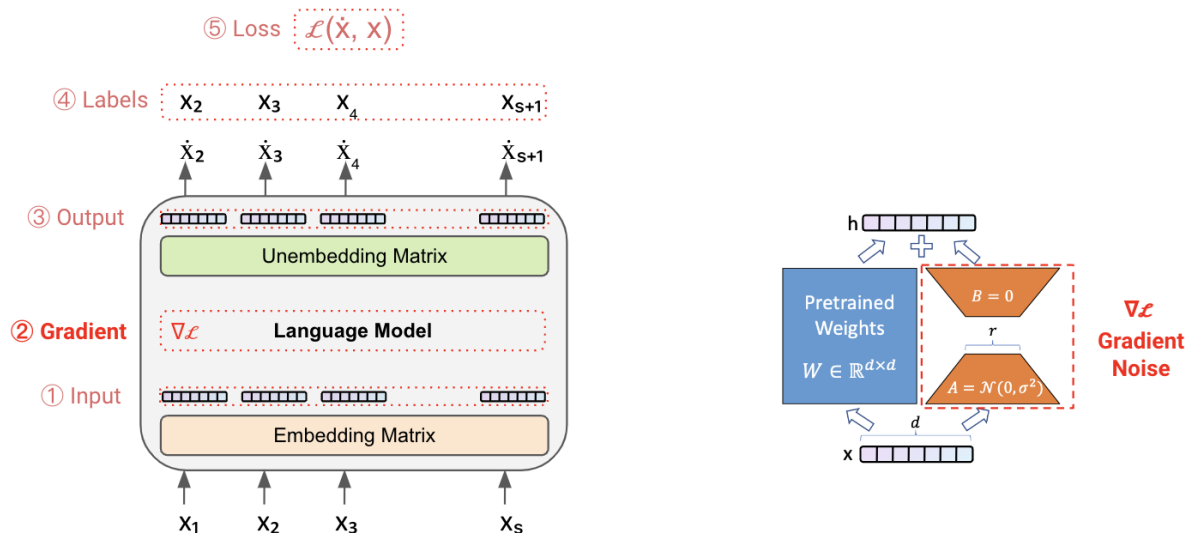 ⑤ Loss ℒ(ẋ, x)
④ Labels x₂ x₃ x₄ xₛ₊₁
ẋ₂ ẋ₃ ẋ₄ ẋₛ₊₁
③ Output
Unembedding Matrix
② Gradient ∇ℒ Language Model
① Input
Embedding Matrix
x₁ x₂ x₃ xₛ
h
Pretrained
Weights
W ∈ ℝᵈˣᵈ
B = 0
r
A = 𝒩(0, σ²)
∇ℒ
Gradient
Noise
d
x